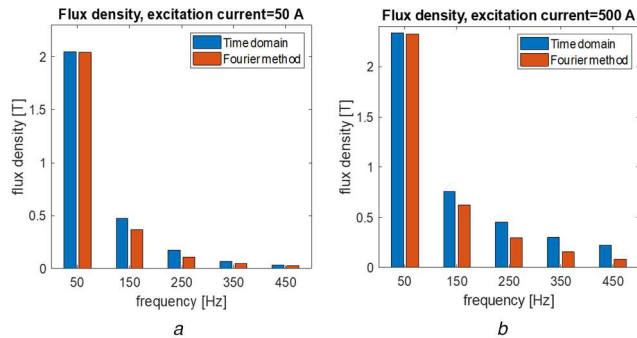 Flux density, excitation current=50 A
Time domain
Fourier method
flux density [T]
2
1.5
1
0.5
0
50 150 250 350 450
frequency [Hz]
a
Flux density, excitation current=500 A
Time domain
Fourier method
flux density [T]
2
1.5
1
0.5
0
50 150 250 350 450
frequency [Hz]
b